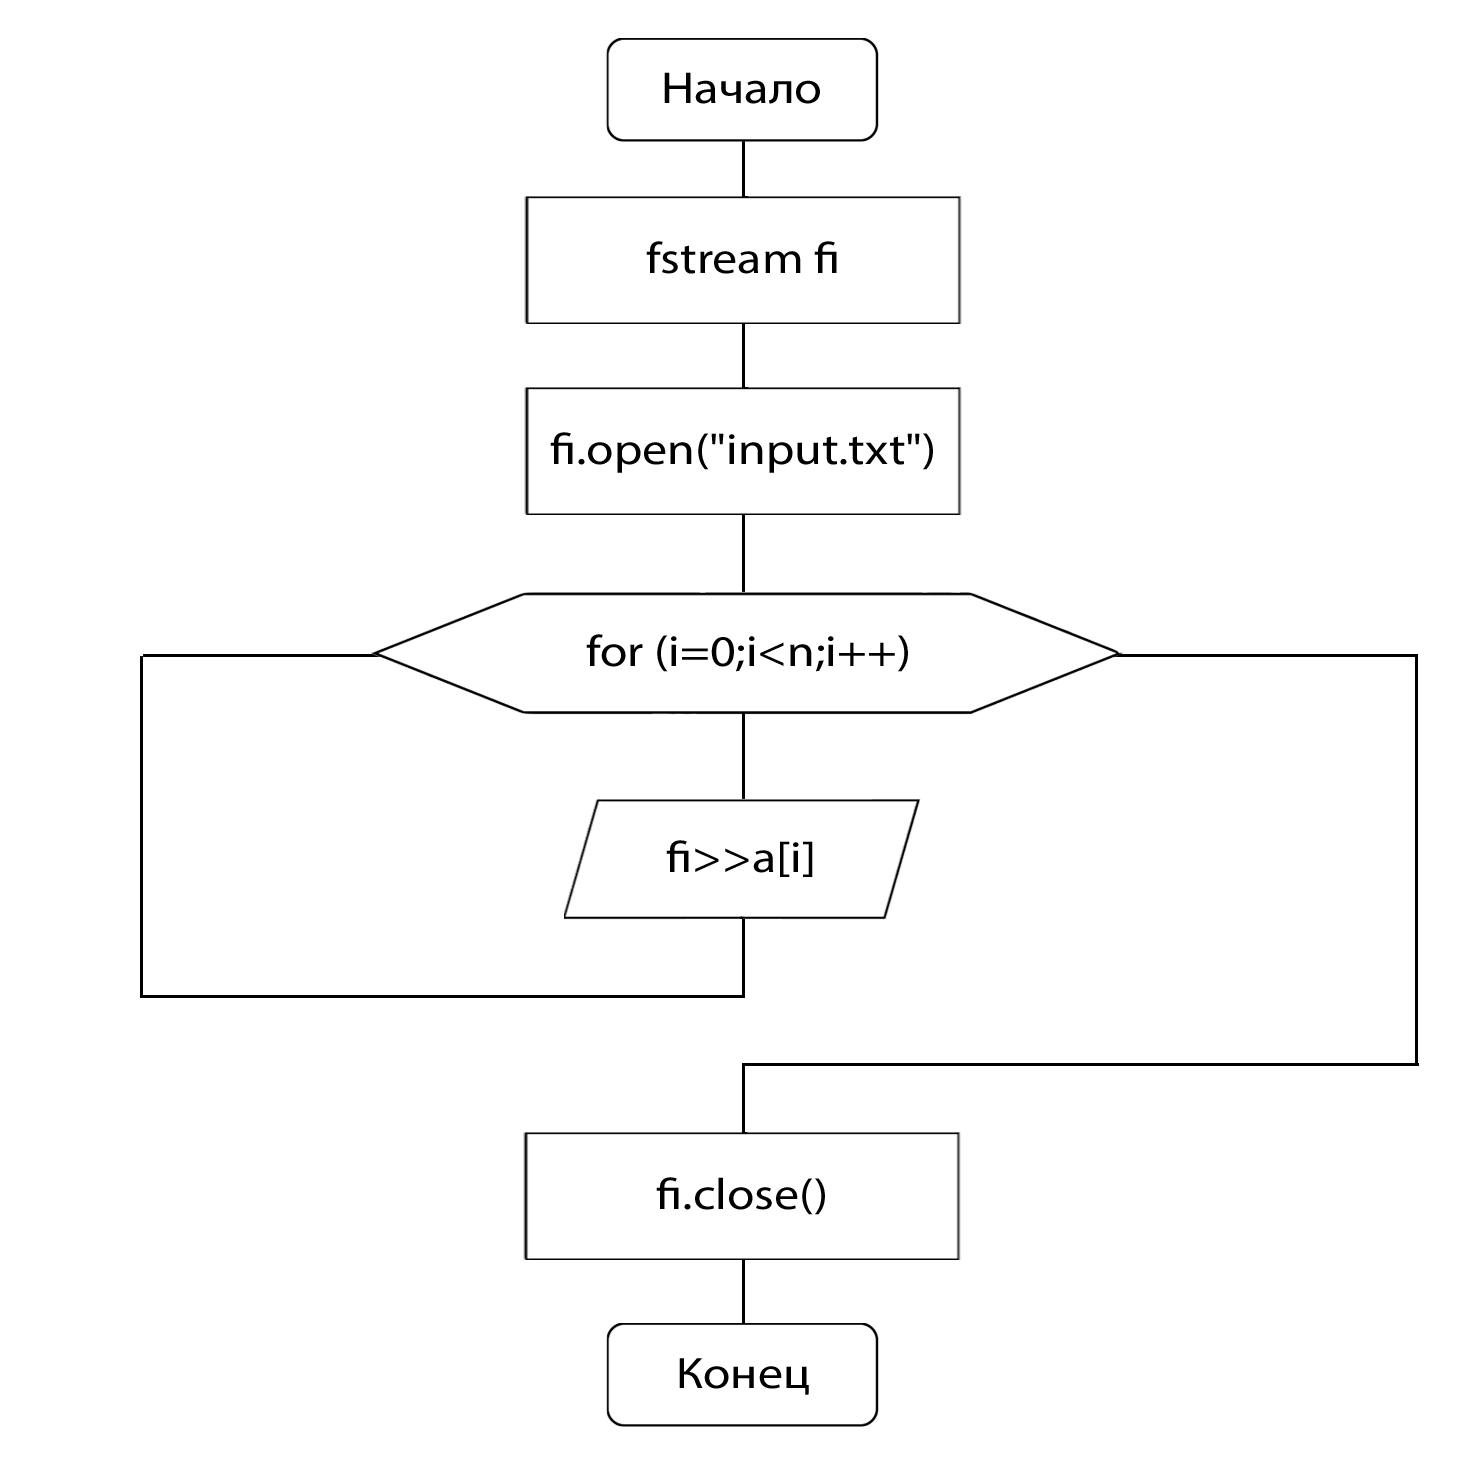 Начало
fstream fi
fi.open("input.txt")
for (i=0;i<n;i++)
fi>>a[i]
fi.close()
Конец